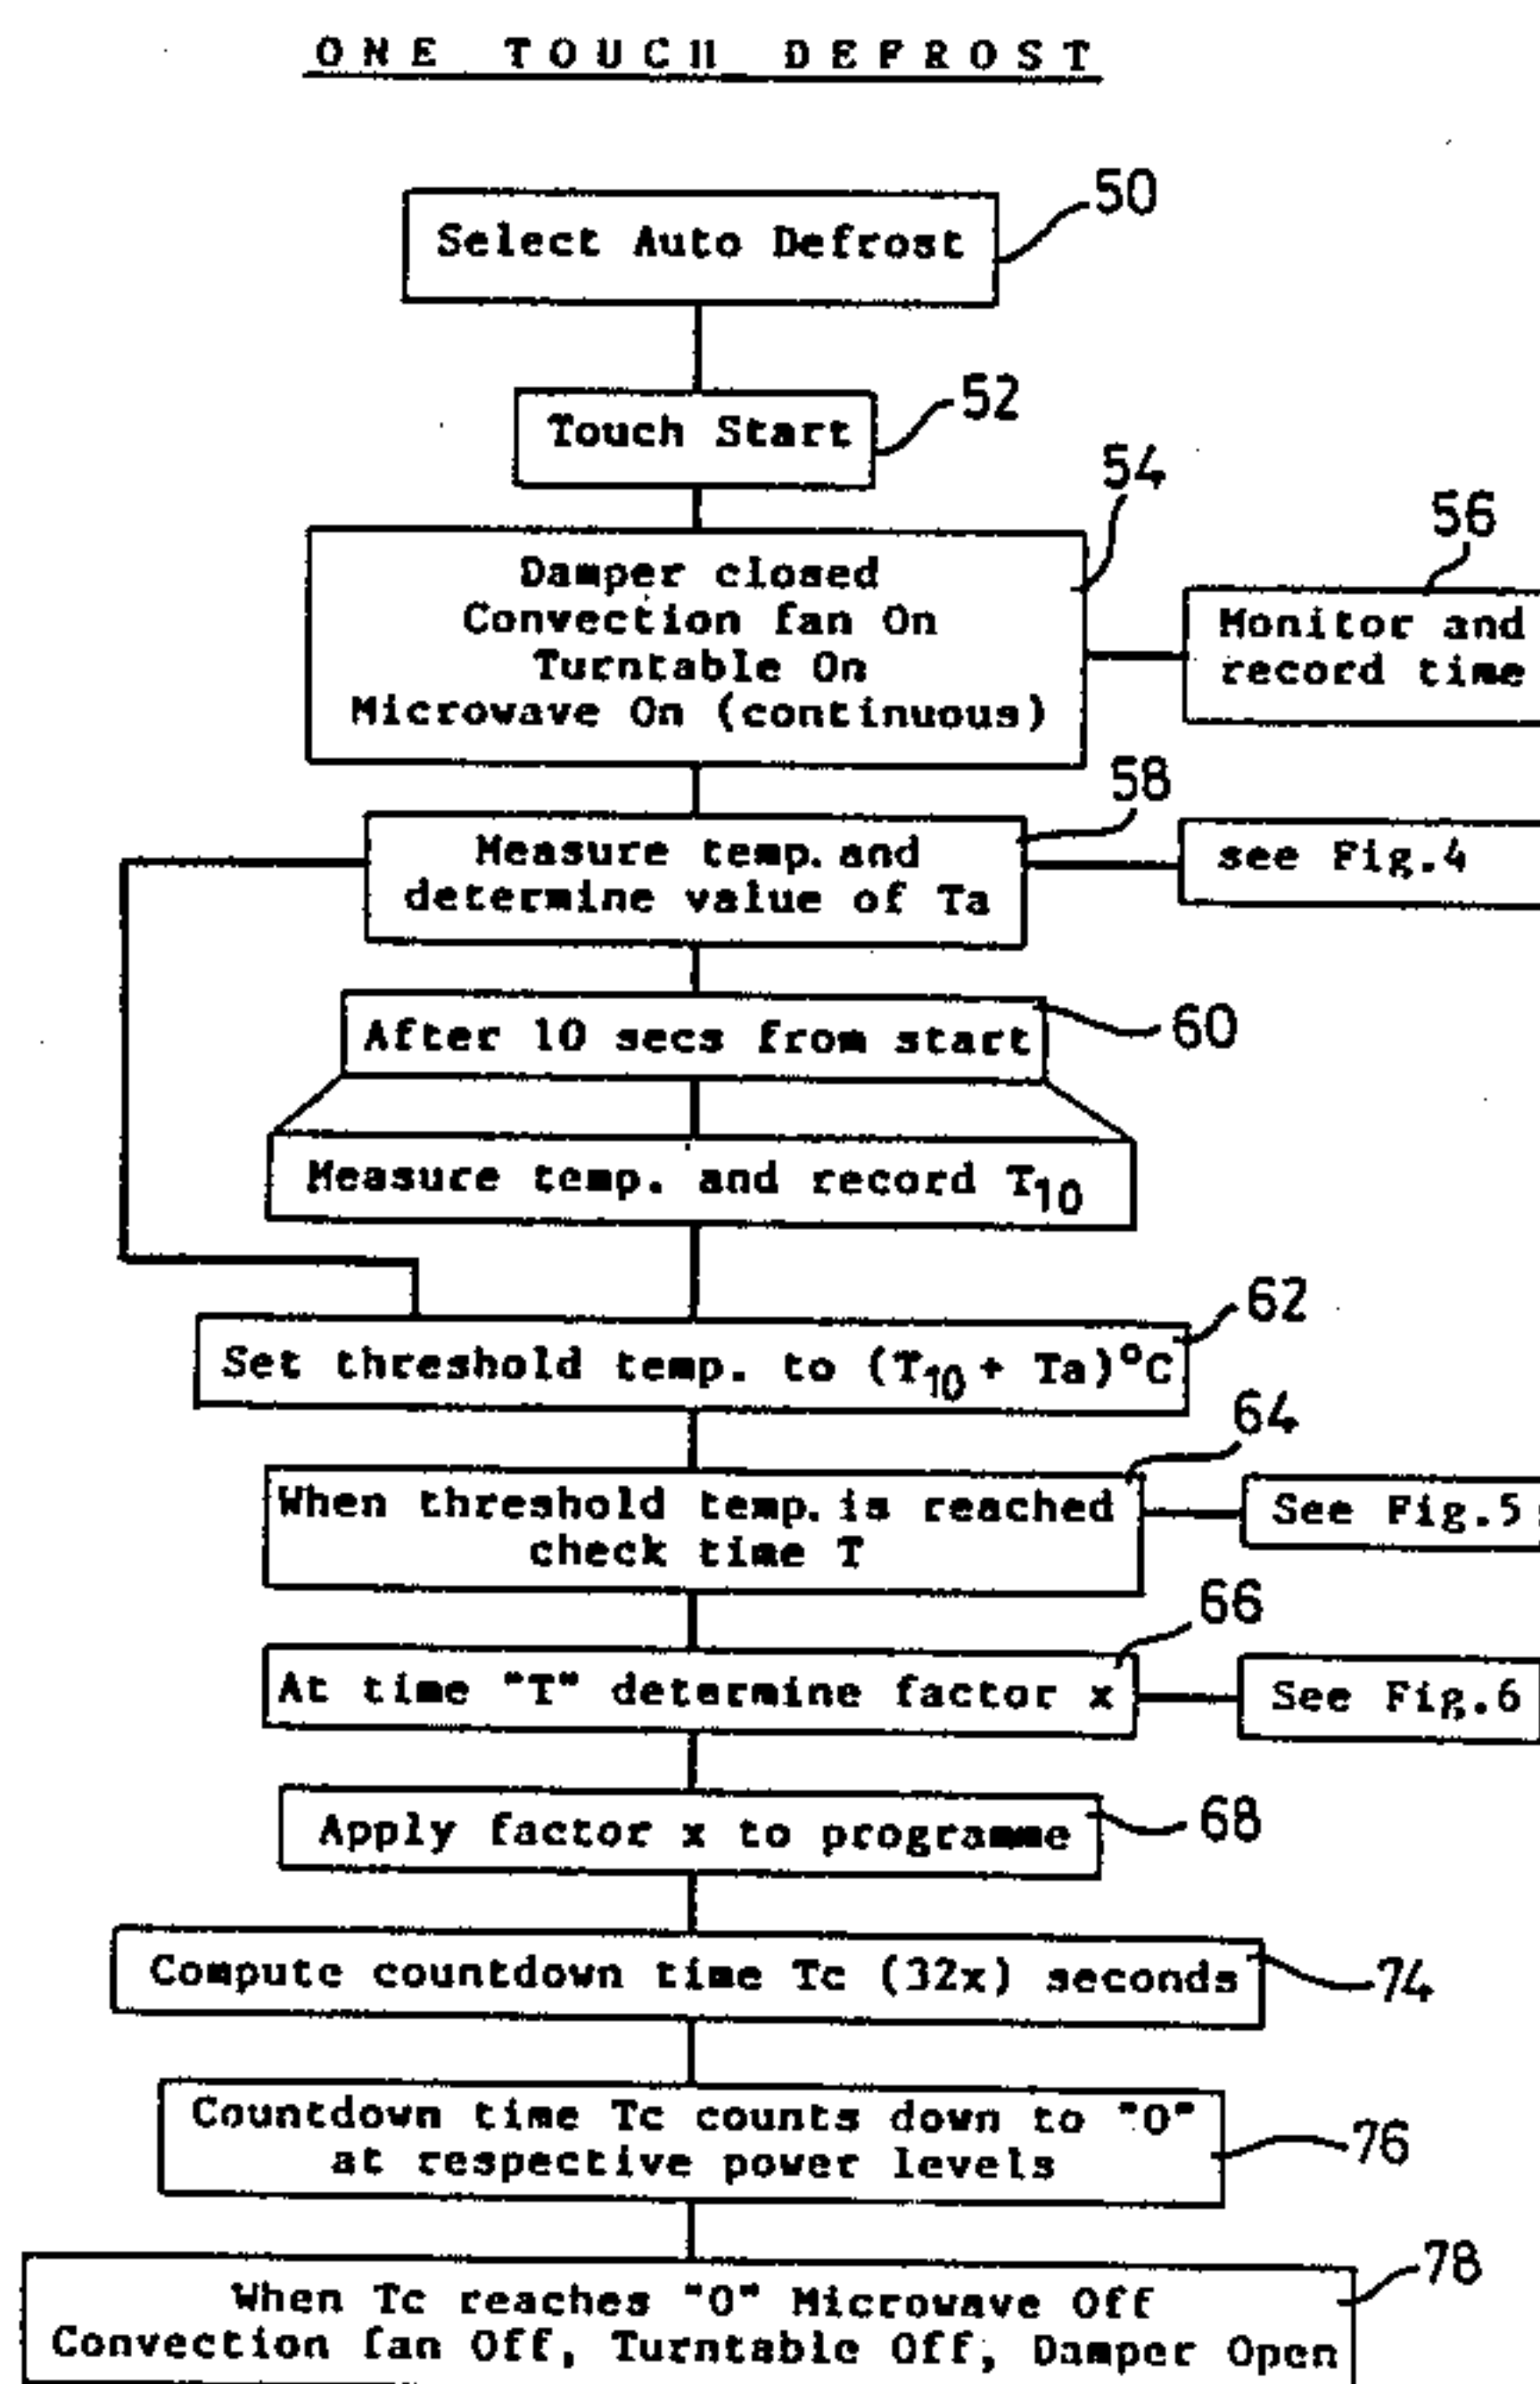 ONE TOUCH DEFROST
50
Select Auto Defrost
52
Touch Start
54
Damper closed
Convection fan On
Turntable On
Microwave On (continuous)
56
Monitor and
record time
58
Measure temp. and
determine value of Ta
see Fig.4
60
After 10 secs from start
Measure temp. and record T10
62
Set threshold temp. to (T10 + Ta)°C
64
When threshold temp. is reached
check time T
See Fig.5
66
At time "T" determine factor x
See Fig.6
68
Apply factor x to programme
74
Compute countdown time Tc (32x) seconds
76
Countdown time Tc counts down to "0"
at respective power levels
78
When Tc reaches "0" Microwave Off
Convection fan Off, Turntable Off, Damper Open